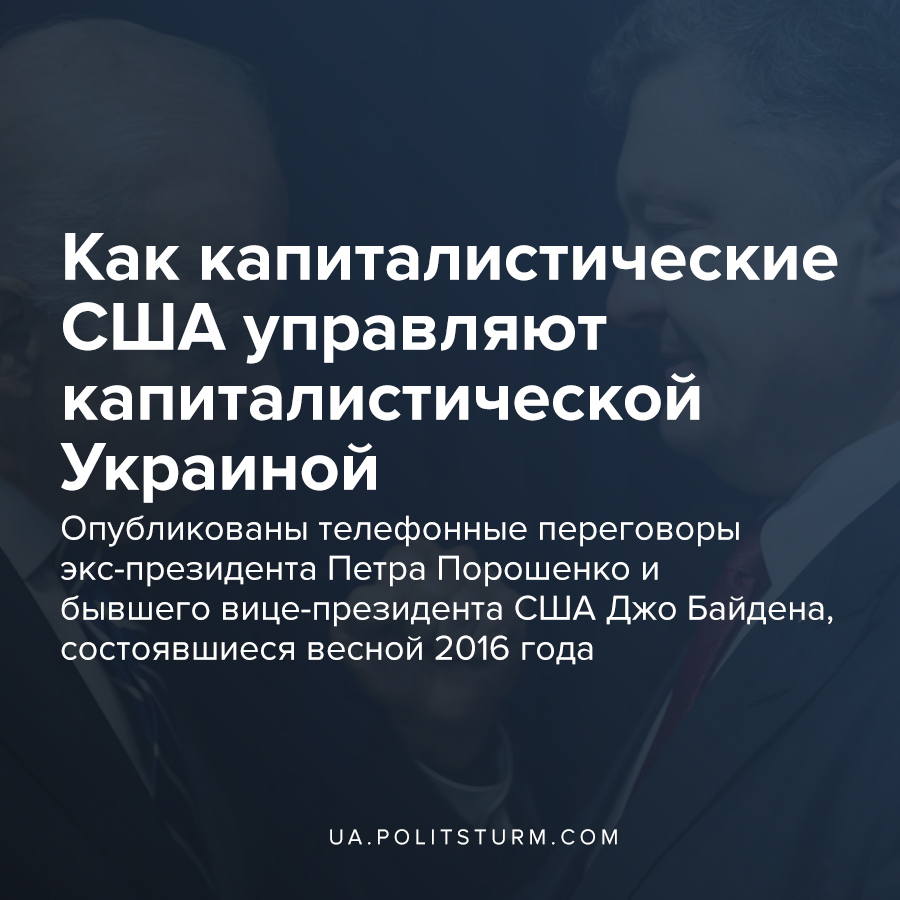 Как капиталистические
США управляют
капиталистической
Украиной
Опубликованы телефонные переговоры
экс-президента Петра Порошенко и
бывшего вице-президента США Джо Байдена,
состоявшиеся весной 2016 года
UA.POLITSTURM.COM